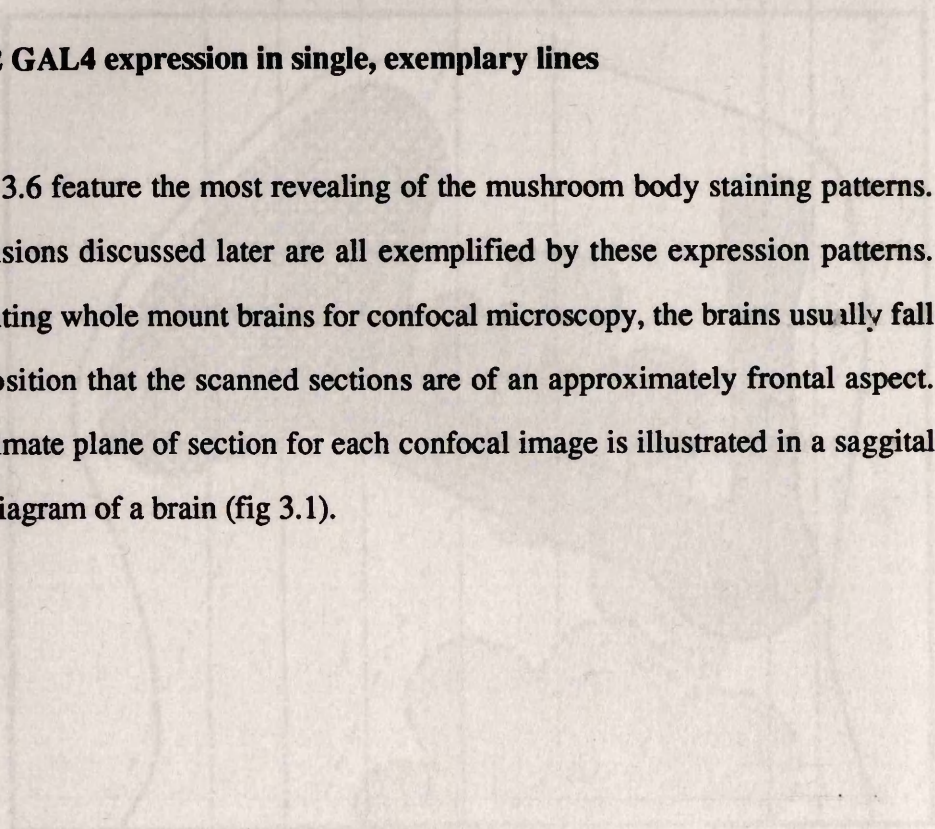 GAL4 expression in single, exemplary lines
3.6 feature the most revealing of the mushroom body staining patterns.
sions discussed later are all exemplified by these expression patterns.
ting whole mount brains for confocal microscopy, the brains usually fall
sition that the scanned sections are of an approximately frontal aspect.
mate plane of section for each confocal image is illustrated in a saggital
iagram of a brain (fig 3.1).